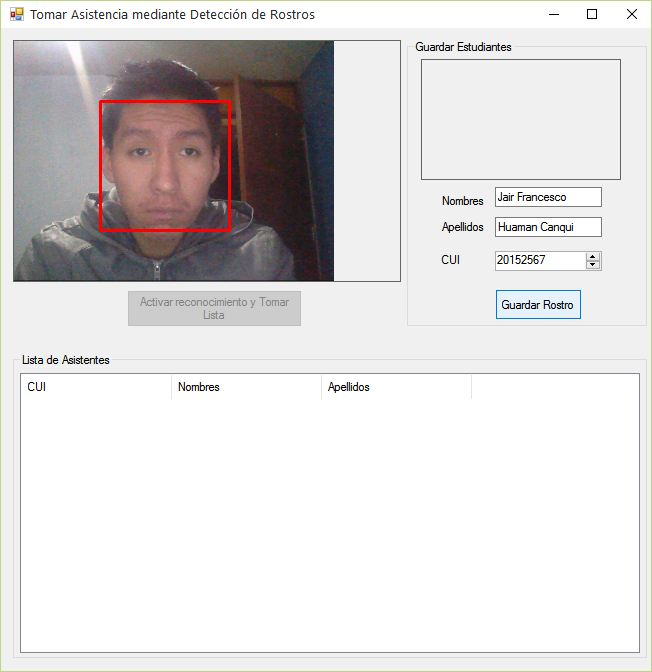 Tomar Asistencia mediante Detección de Rostros
Guardar Estudiantes
Nombres
Jair Francesco
Apellidos
Huaman Canqui
CUI
20152567
Guardar Rostro
Activar reconocimiento y Tomar
Lista
Lista de Asistentes
CUI
Nombres
Apellidos